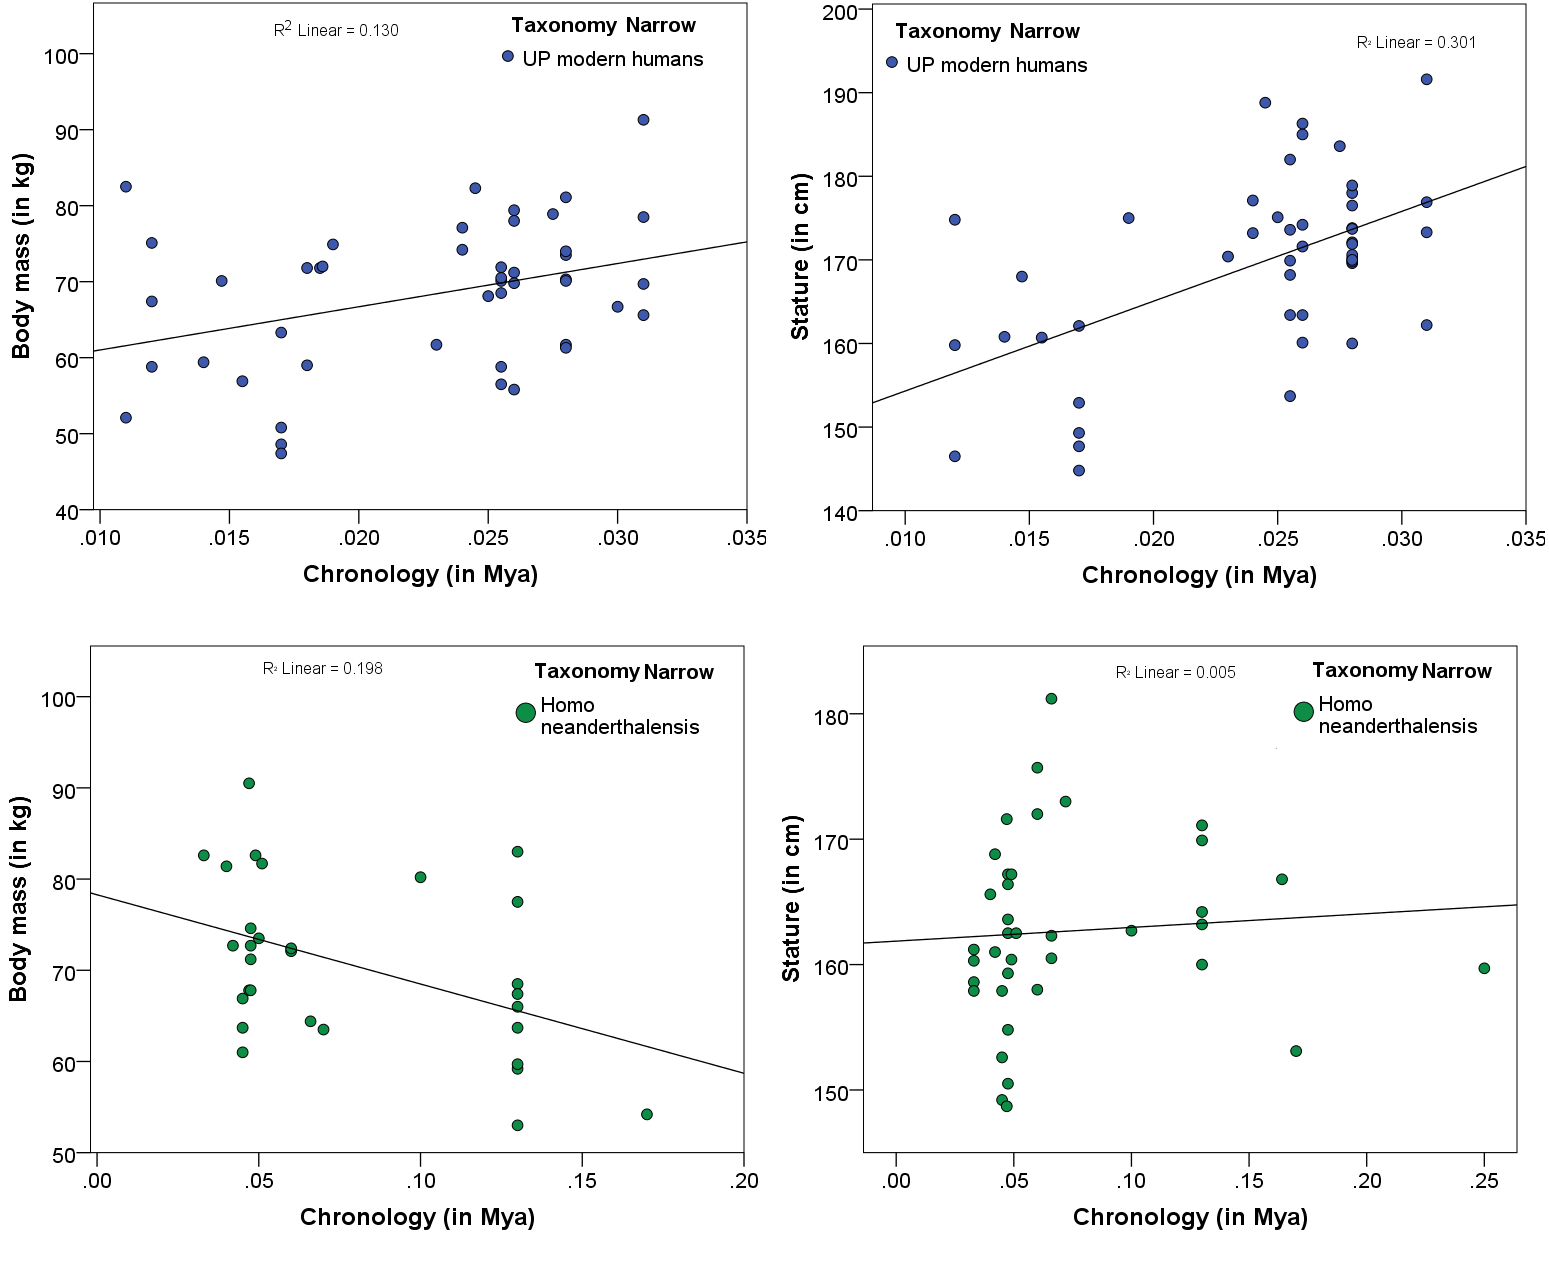 R2 Linear = 0.130
Taxonomy Narrow
UP modern humans
100
90
80
70
60
50
40
.010 .015 .020 .025 .030 .035
Body mass (in kg)
Chronology (in Mya)
Taxonomy Narrow
UP modern humans
R2 Linear = 0.301
200
190
180
170
160
150
140
.010 .015 .020 .025 .030 .035
Stature (in cm)
Chronology (in Mya)
R2 Linear = 0.198
Taxonomy Narrow
Homo
neanderthalensis
100
90
80
70
60
50
.00 .05 .10 .15 .20
Body mass (in kg)
Chronology (in Mya)
R2 Linear = 0.005
Taxonomy Narrow
Homo
neanderthalensis
180
170
160
150
.00 .05 .10 .15 .20 .25
Stature (in cm)
Chronology (in Mya)